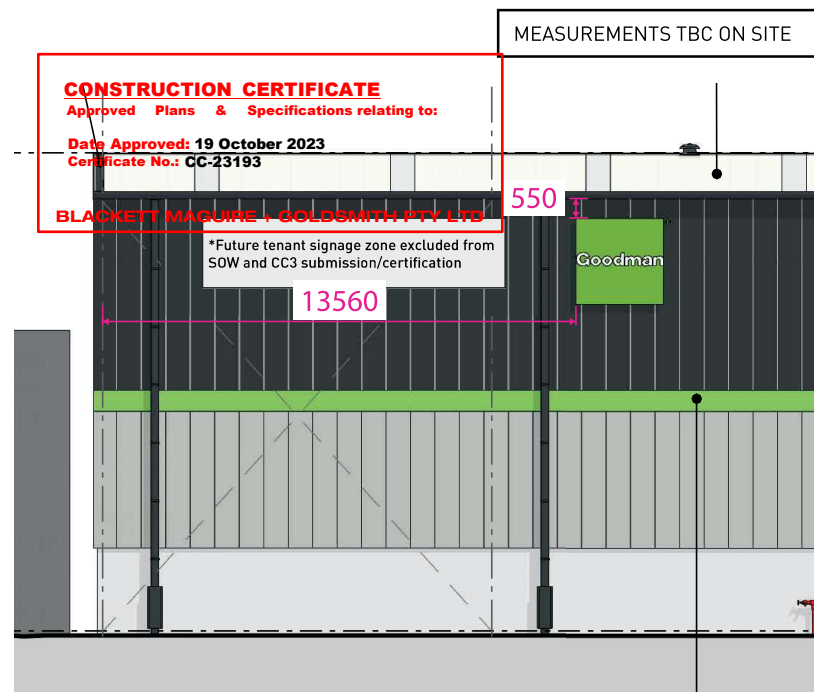 MEASUREMENTS TBC ON SITE
CONSTRUCTION CERTIFICATE
Approved Plans & Specifications relating to:
Date Approved: 19 October 2023
Certificate No.: CC-23193
BLACKETT MAGUIRE + GOLDSMITH PTY LTD
550
*Future tenant signage zone excluded from
SOW and CC3 submission/certification
Goodman
13560